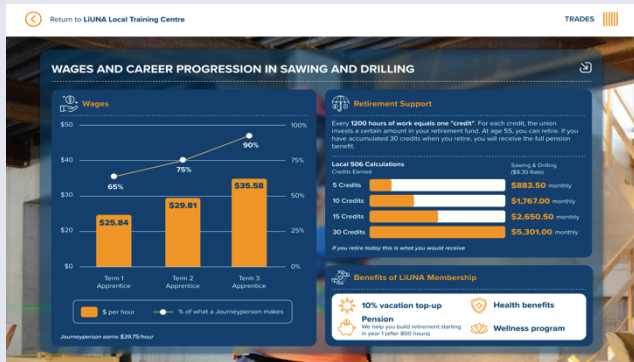 Return to LiUNA Local Training Centre
TRADES
WAGES AND CAREER PROGRESSION IN SAWING AND DRILLING
Wages
$50
$40
$30
$20
$0
100%
75%
50%
25%
0%
65%
75%
90%
$25.84
$29.81
$35.58
Term 1
Apprentice
Term 2
Apprentice
Term 3
Apprentice
$ per hour
% of what a Journeyperson makes
Journeyperson earns $39.75/hour
Retirement Support
Every 1200 hours of work equals one "credit". For each credit, the union
invests a certain amount in your retirement fund. At age 55, you can retire. If you
have accumulated 30 credits when you retire, you will receive the full pension
benefit.
Local 506 Calculations
Credits Earned
Sawing & Drilling
($9.30 Rate)
5 Credits $883.50 monthly
10 Credits $1,767.00 monthly
15 Credits $2,650.50 monthly
30 Credits $5,301.00 monthly
If you retire today this is what you would receive
Benefits of LiUNA Membership
10% vacation top-up
Health benefits
Pension
We help you build retirement starting
in year 1 (after 800 hours)
Wellness program